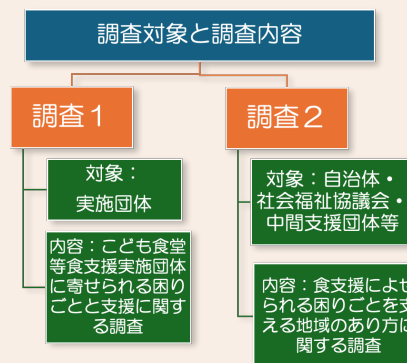 調査対象と調査内容
調査１
調査２
対象：
実施団体
対象：自治体・
社会福祉協議会・
中間支援団体等
内容：こども食堂
等食支援実施団体
に寄せられる困り
ごとと支援に関す
る調査
内容：食支援によせ
られる困りごとを支
える地域のあり方に
関する調査